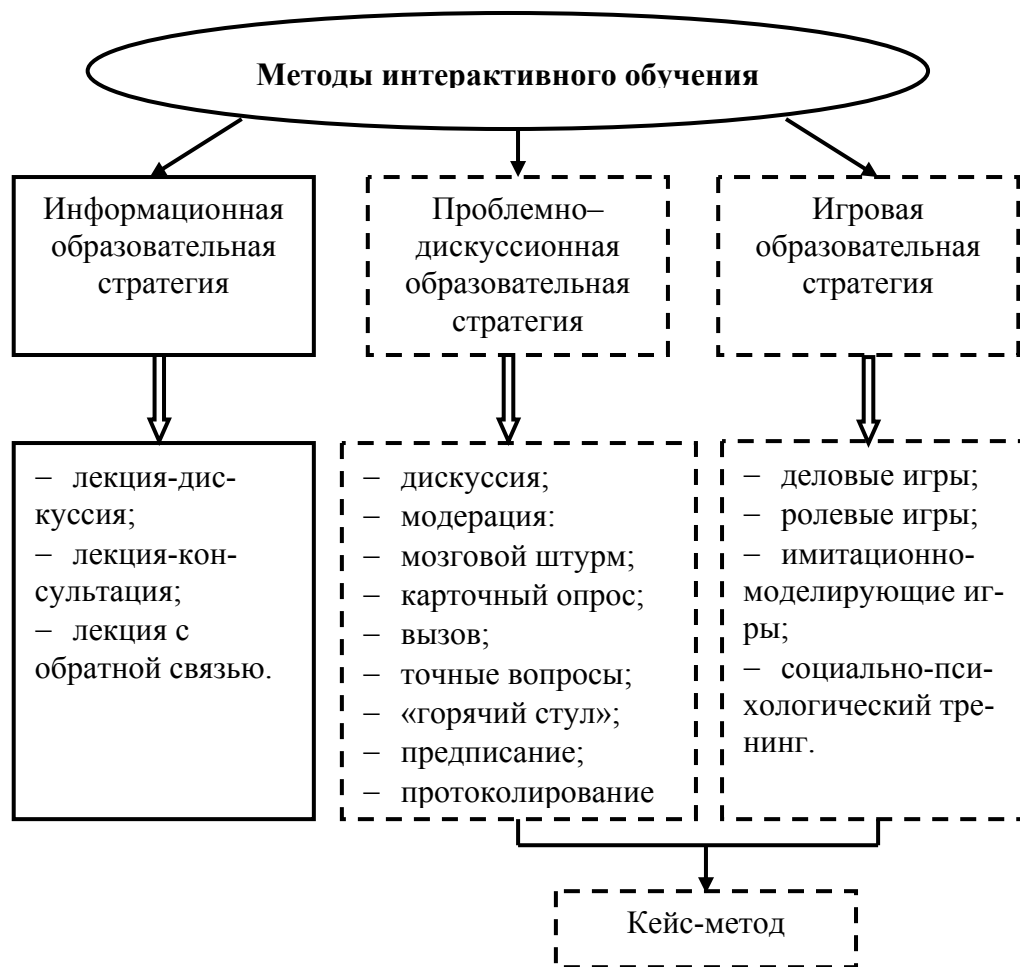 Методы интерактивного обучения
Информационная
образовательная
стратегия
Проблемно–
дискуссионная
образовательная
стратегия
Игровая
образовательная
стратегия
− лекция-дис-
куссия;
− лекция-кон-
сультация;
− лекция с
обратной связью.
− дискуссия;
− модерация:
− мозговой штурм;
− карточный опрос;
− вызов;
− точные вопросы;
− «горячий стул»;
− предписание;
− протоколирование
− деловые игры;
− ролевые игры;
− имитационно-
моделирующие иг-
ры;
− социально-пси-
хологический тре-
нинг.
Кейс-метод